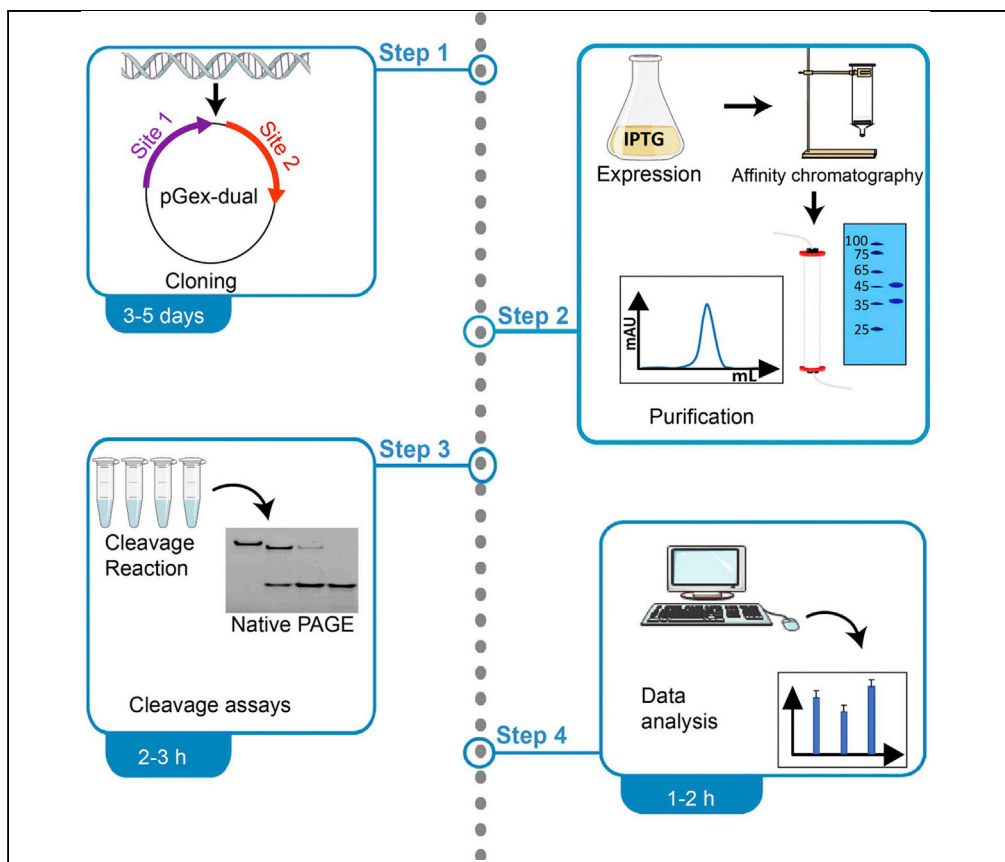 Step 1
Site 1
Site 2
pGex-dual
Cloning
3-5 days
Step 2
IPTG
Expression
Affinity chromatography
100
75
65
45
35
25
mAU
mL
Purification
Step 3
Cleavage
Reaction
Native PAGE
Cleavage assays
2-3 h
Step 4
Data
analysis
1-2 h